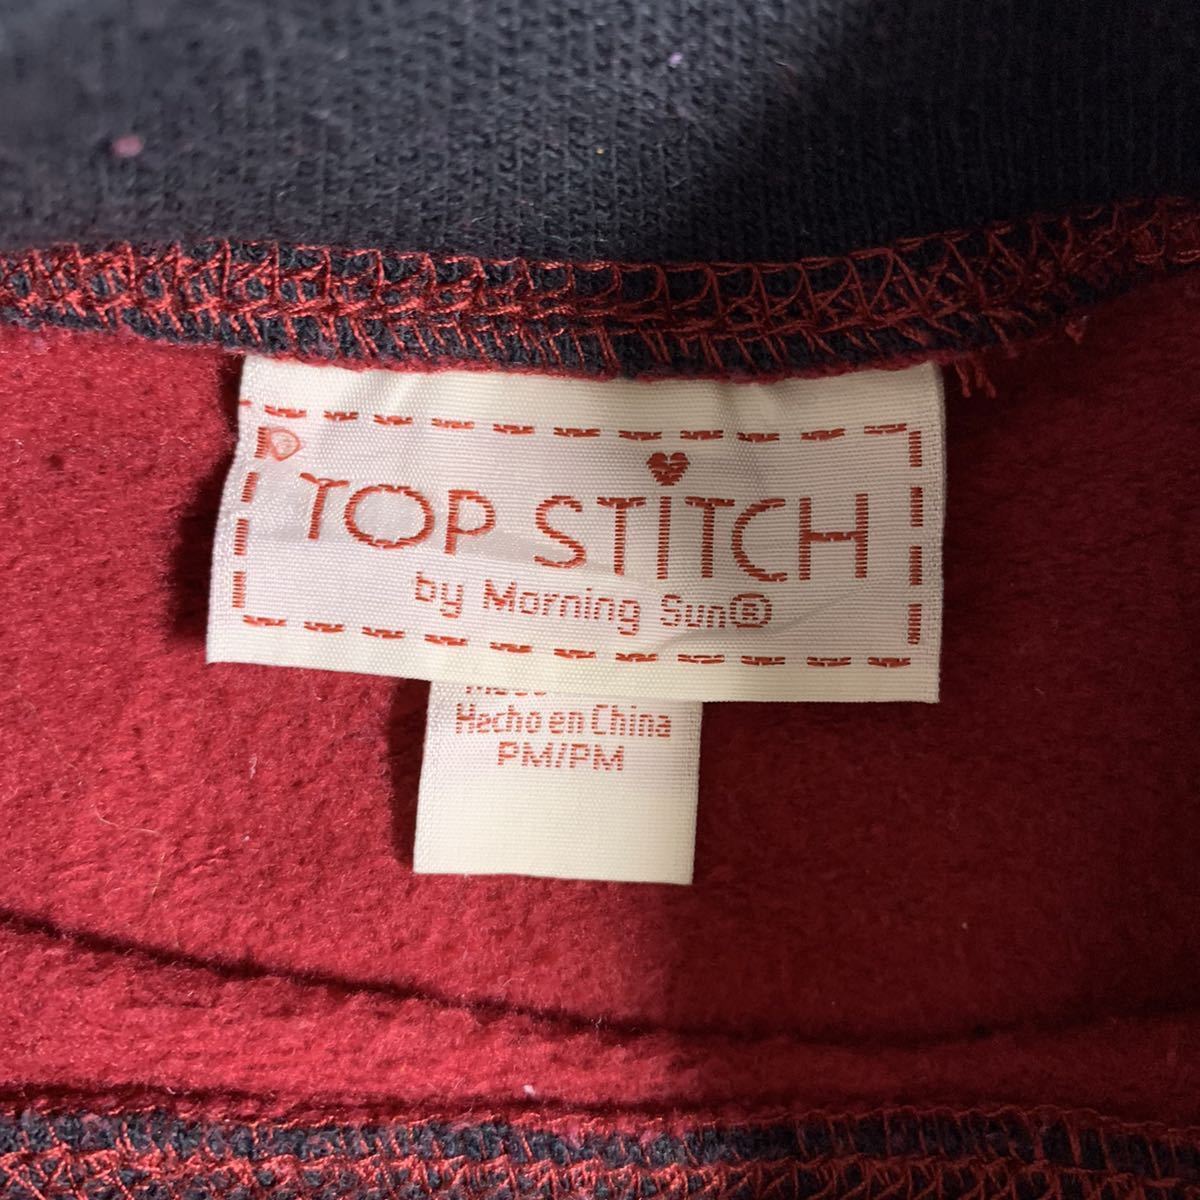 TOP STITCH
by Morning Sun®
Hecho en China
PM/PM